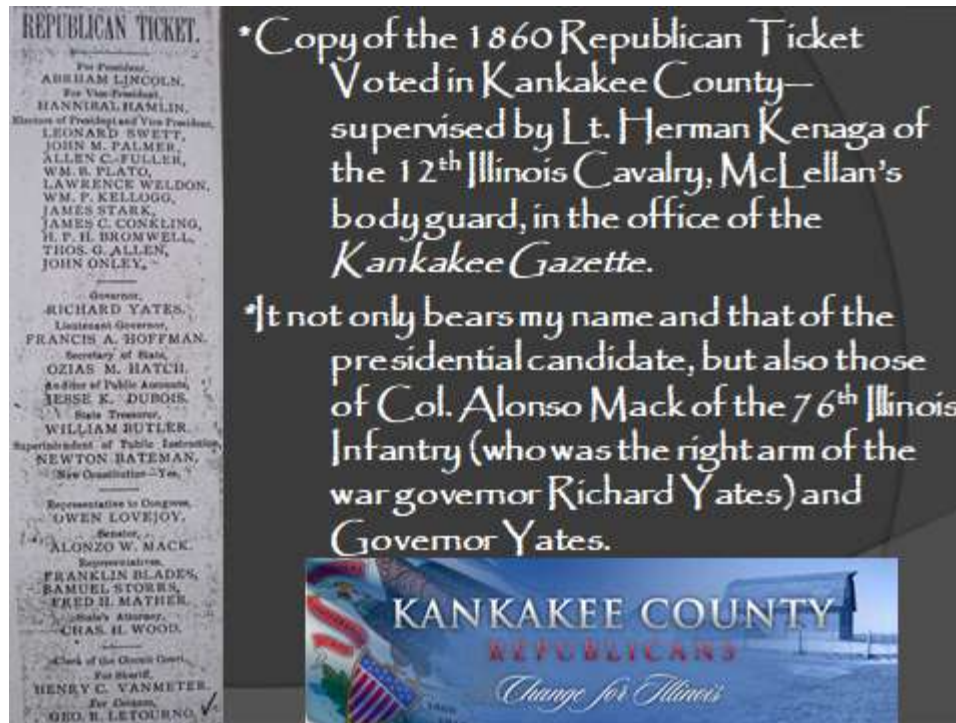 REPUBLICAN TICKET.
For President,
ABRHAM LINCOLN.
For Vice-President,
HANNIBAL HAMLIN.
Electors of President and Vice President,
LEONARD SWETT,
JOHN M. PALMER,
ALLEN C. FULLER,
WM. B. PLATO,
LAWRENCE WELDON,
WM. P. KELLOGG,
JAMES STARK,
JAMES C. CONKLING,
H. P. H. BROMWELL,
THOS. G. ALLEN,
JOHN ONLEY,
Governor,
RICHARD YATES.
Lieutenant Governor,
FRANCIS A. HOFFMAN.
Secretary of State,
OZIAS M. HATCH.
Auditor of Public Accounts,
JESSE K. DUBOIS.
State Treasurer,
WILLIAM BUTLER.
Superintendent of Public Instruction,
NEWTON BATEMAN.
New Constitution—Yes.
Representative to Congress,
OWEN LOVEJOY.
Senator,
ALONZO W. MACK.
Representatives,
FRANKLIN BLADES,
SAMUEL STORRS,
FRED H. MATHER.
State's Attorney,
CHAS. H. WOOD.
Clerk of the Circuit Court,
For Sheriff,
HENRY C. VANMETER.
For Coroner,
GEO. R. LETOURNO,
*Copy of the 1860 Republican Ticket
Voted in Kankakee County—
supervised by Lt. Herman Kenaga of
the 12th Illinois Cavalry, McLellan's
body guard, in the office of the
Kankakee Gazette.
*It not only bears my name and that of the
presidential candidate, but also those
of Col. Alonso Mack of the 76th Illinois
Infantry (who was the right arm of the
war governor Richard Yates) and
Governor Yates.
KANKAKEE COUNTY
REPUBLICANS
Change for Illinois